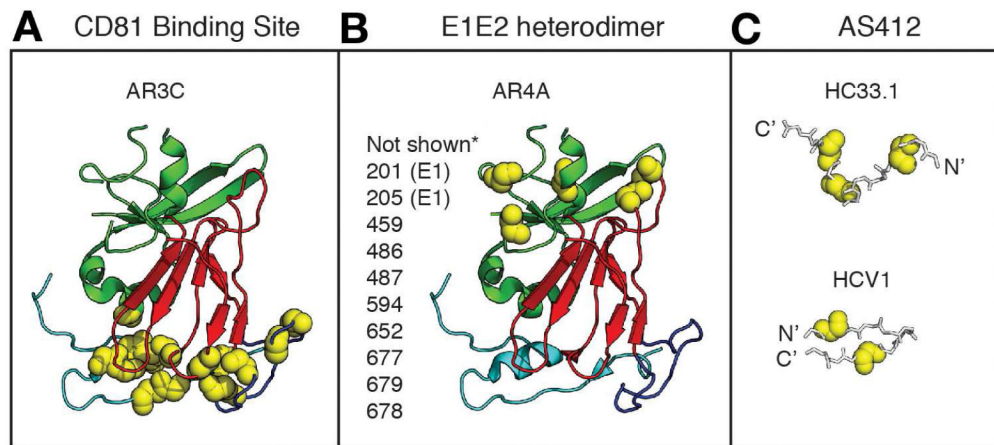 A CD81 Binding Site
B E1E2 heterodimer
C AS412
AR3C
AR4A
Not shown*
201 (E1)
205 (E1)
459
486
487
594
652
677
679
678
HC33.1
C’
N’
HCV1
N’
C’